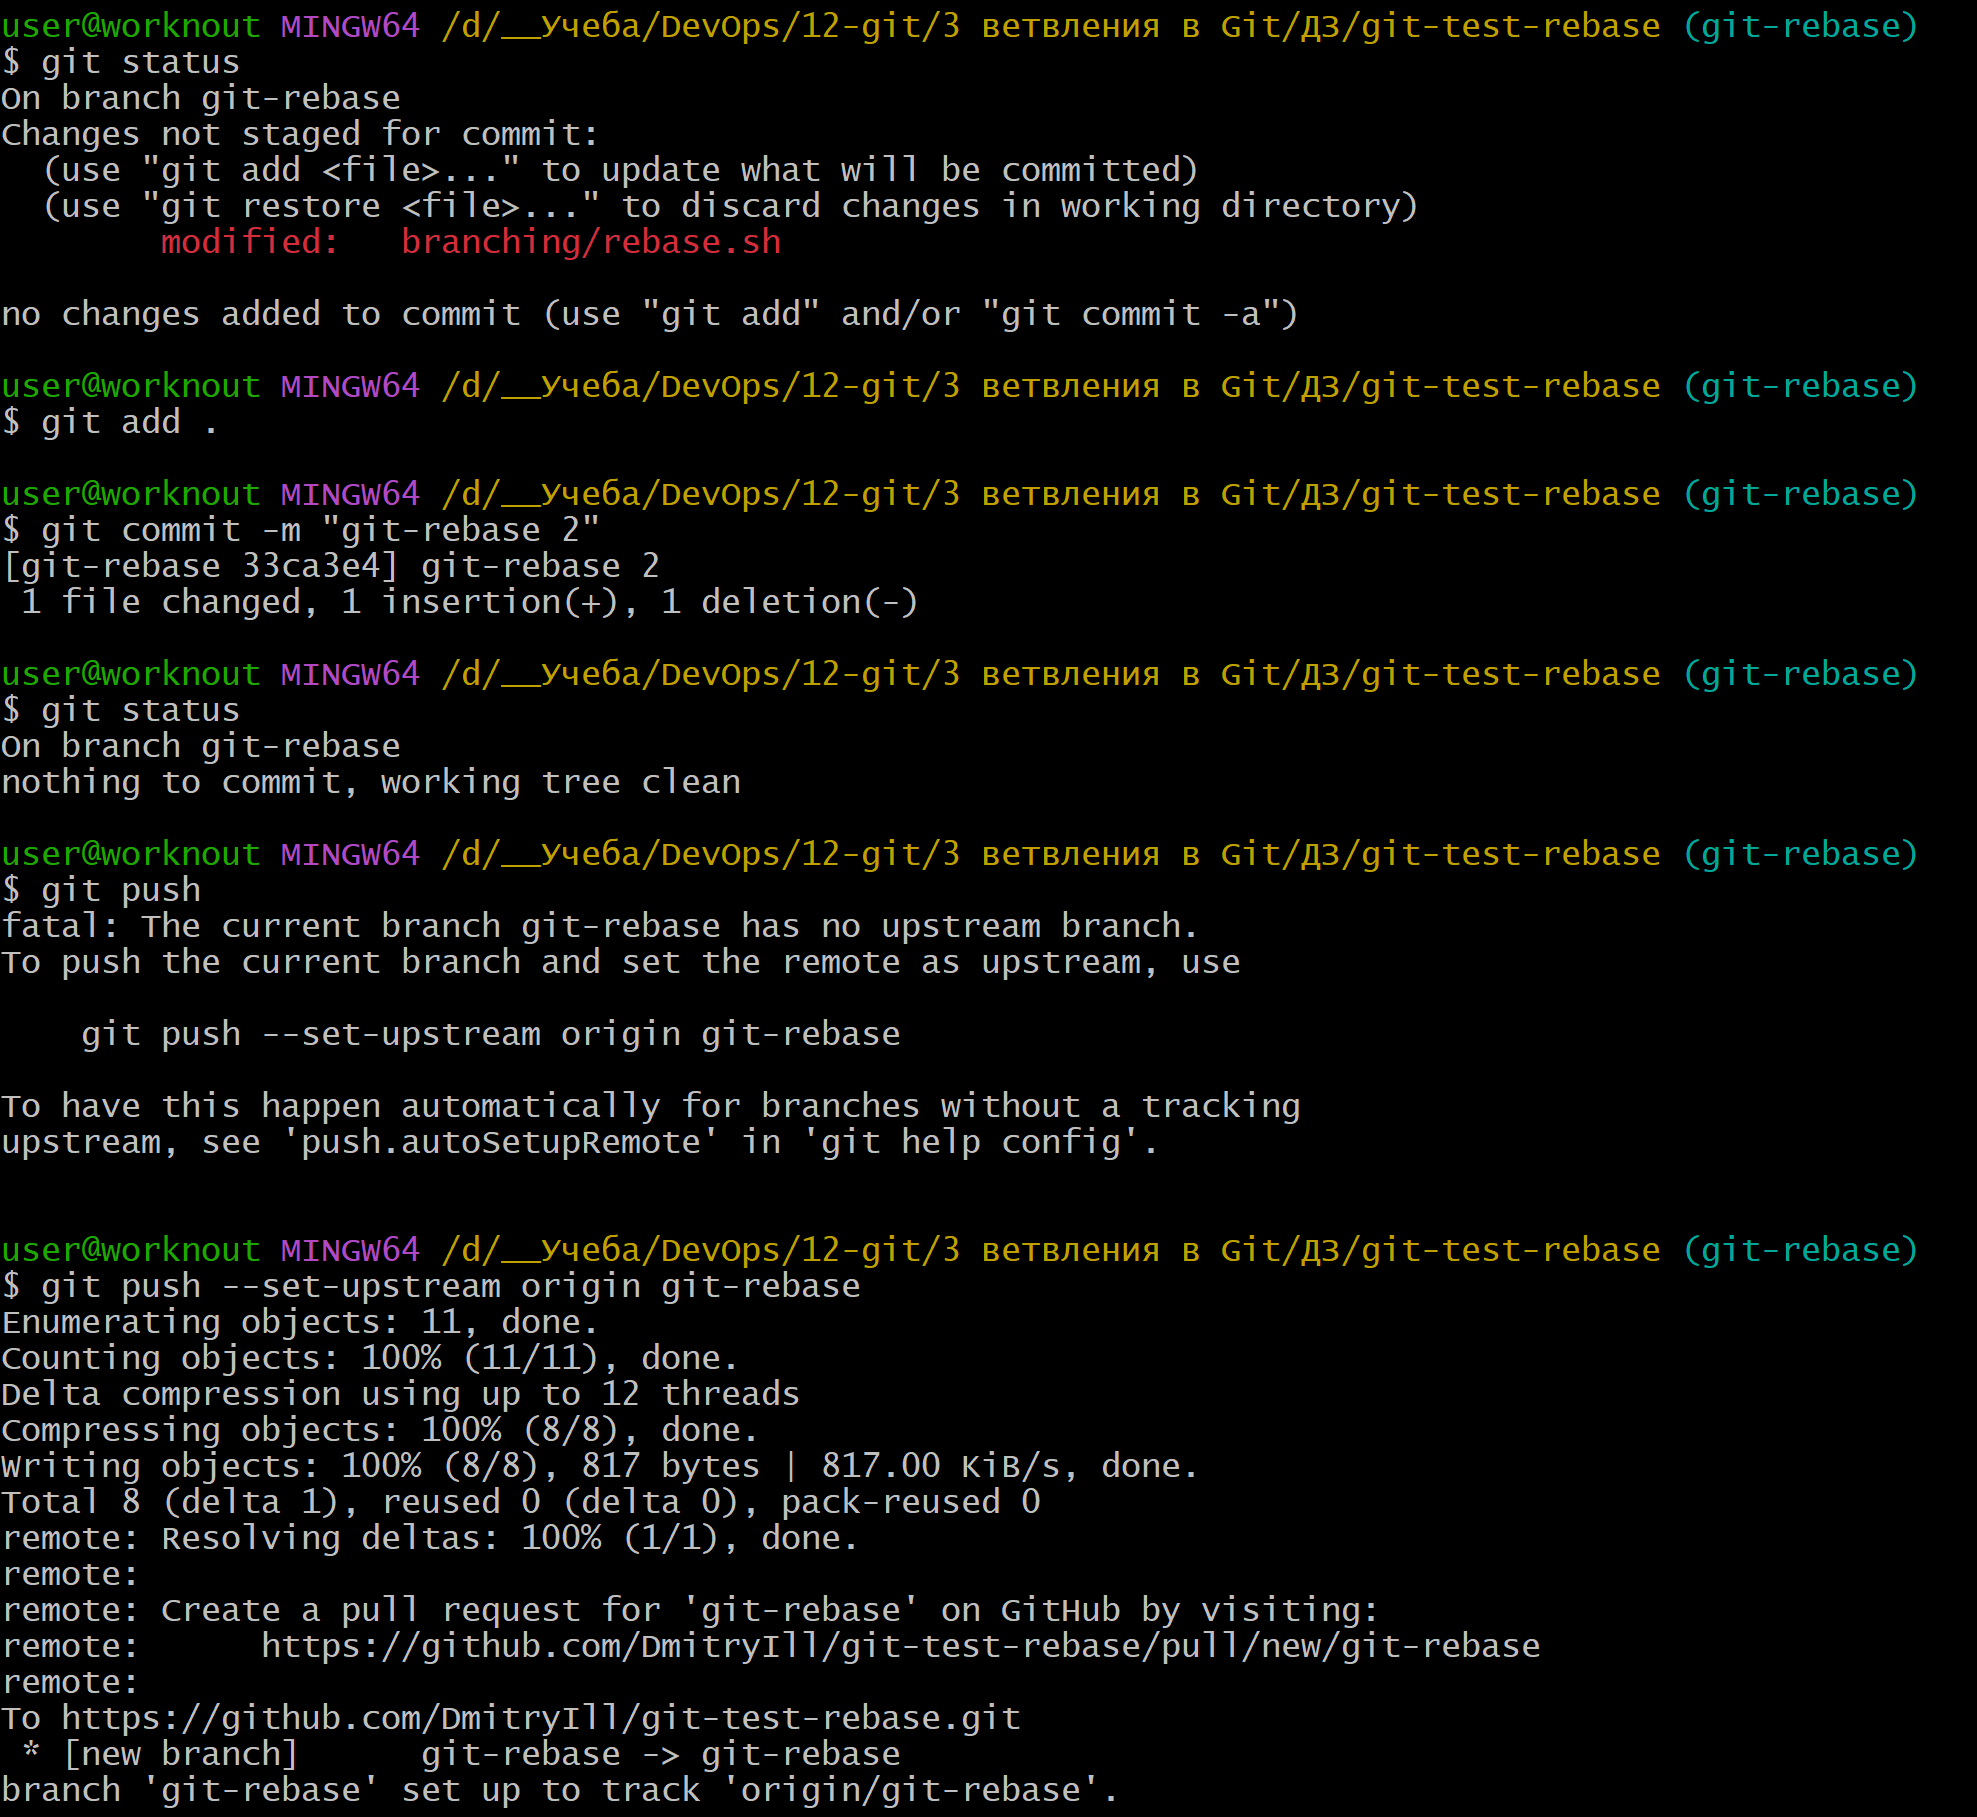 user@worknout MINGW64 /d/__Учеба/DevOps/12-git/3 ветвления в Git/ДЗ/git-test-rebase (git-rebase)
$ git status
On branch git-rebase
Changes not staged for commit:
  (use "git add <file>..." to update what will be committed)
  (use "git restore <file>..." to discard changes in working directory)
        modified:   branching/rebase.sh

no changes added to commit (use "git add" and/or "git commit -a")

user@worknout MINGW64 /d/__Учеба/DevOps/12-git/3 ветвления в Git/ДЗ/git-test-rebase (git-rebase)
$ git add .

user@worknout MINGW64 /d/__Учеба/DevOps/12-git/3 ветвления в Git/ДЗ/git-test-rebase (git-rebase)
$ git commit -m "git-rebase 2"
[git-rebase 33ca3e4] git-rebase 2
 1 file changed, 1 insertion(+), 1 deletion(-)

user@worknout MINGW64 /d/__Учеба/DevOps/12-git/3 ветвления в Git/ДЗ/git-test-rebase (git-rebase)
$ git status
On branch git-rebase
nothing to commit, working tree clean

user@worknout MINGW64 /d/__Учеба/DevOps/12-git/3 ветвления в Git/ДЗ/git-test-rebase (git-rebase)
$ git push
fatal: The current branch git-rebase has no upstream branch.
To push the current branch and set the remote as upstream, use

    git push --set-upstream origin git-rebase

To have this happen automatically for branches without a tracking
upstream, see 'push.autoSetupRemote' in 'git help config'.

user@worknout MINGW64 /d/__Учеба/DevOps/12-git/3 ветвления в Git/ДЗ/git-test-rebase (git-rebase)
$ git push --set-upstream origin git-rebase
Enumerating objects: 11, done.
Counting objects: 100% (11/11), done.
Delta compression using up to 12 threads
Compressing objects: 100% (8/8), done.
Writing objects: 100% (8/8), 817 bytes | 817.00 KiB/s, done.
Total 8 (delta 1), reused 0 (delta 0), pack-reused 0
remote: Resolving deltas: 100% (1/1), done.
remote:
remote: Create a pull request for 'git-rebase' on GitHub by visiting:
remote:      https://github.com/DmitryIll/git-test-rebase/pull/new/git-rebase
remote:
To https://github.com/DmitryIll/git-test-rebase.git
 * [new branch]      git-rebase -> git-rebase
branch 'git-rebase' set up to track 'origin/git-rebase'.